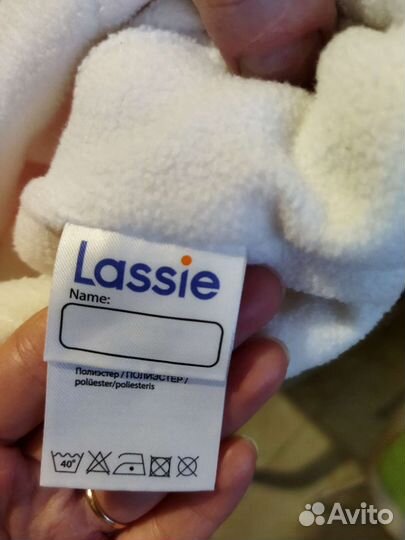 Lassie
Name:
Полиэстер / ПОЛИЭСТЕР /
polüester/poliesteris
40°
Avito